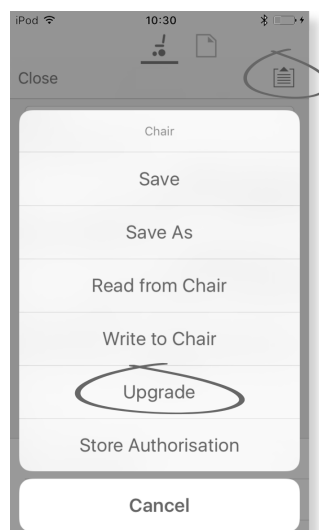 iPod 10:30
Close
Chair
Save
Save As
Read from Chair
Write to Chair
Upgrade
Store Authorisation
Cancel